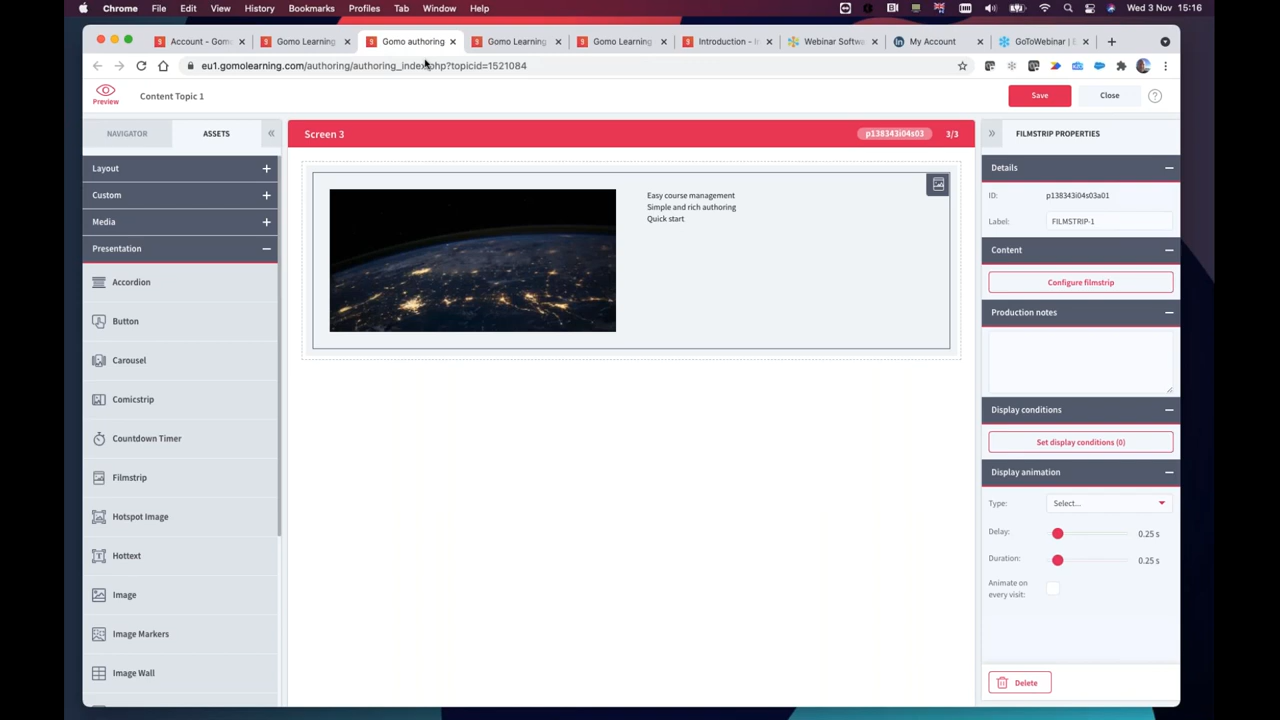 Chrome File Edit View History Bookmarks Profiles Tab Window Help Wed 3 Nov 15:16
Account - Gom Gomo Learning Gomo authoring Gomo Learning Gomo Learning Introduction - In Webinar Softwa My Account GoToWebinar | E
eu1.gomolearning.com/authoring/authoring_index.php?topicid=1521084
Preview
Content Topic 1
Save
Close
NAVIGATOR
ASSETS
Layout
Custom
Media
Presentation
Accordion
Button
Carousel
Comicstrip
Countdown Timer
Filmstrip
Hotspot Image
Hottext
Image
Image Markers
Image Wall
Screen 3
p138343i04s03
3/3
Easy course management
Simple and rich authoring
Quick start
FILMSTRIP PROPERTIES
Details
ID: p138343i04s03a01
Label: FILMSTRIP-1
Content
Configure filmstrip
Production notes
Display conditions
Set display conditions (0)
Display animation
Type: Select...
Delay: 0.25 s
Duration: 0.25 s
Animate on
every visit:
Delete